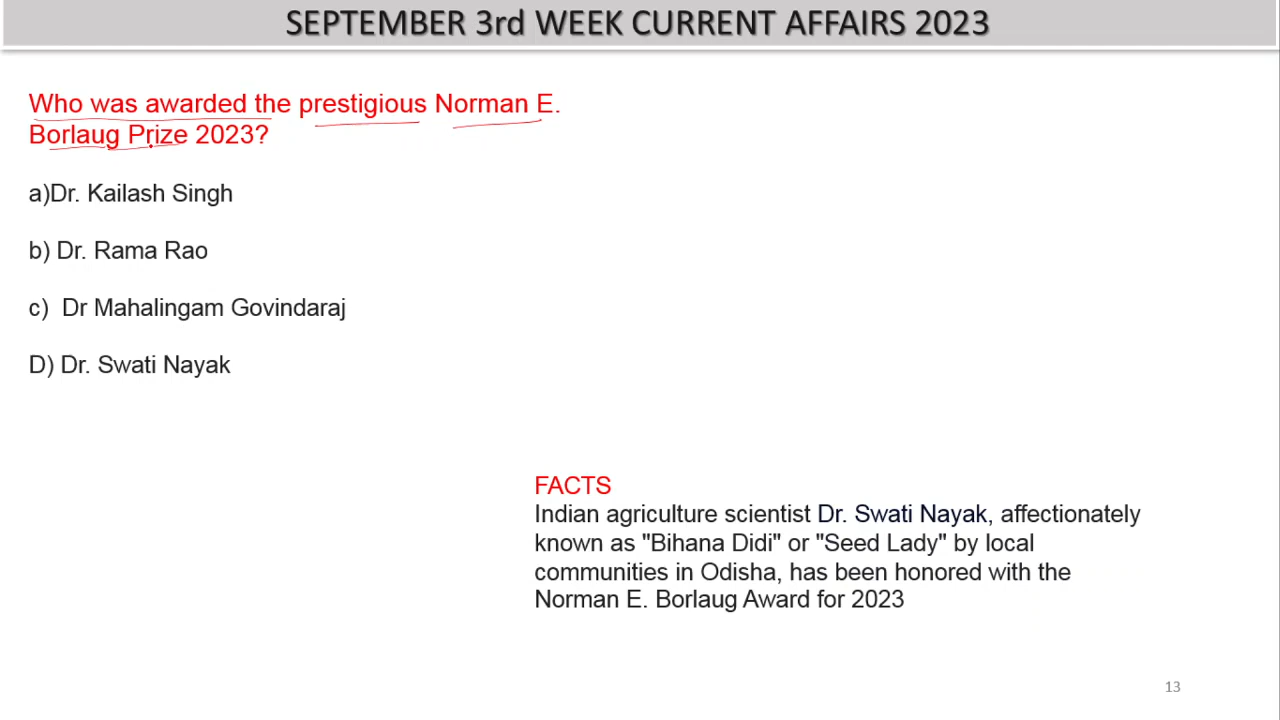 SEPTEMBER 3rd WEEK CURRENT AFFAIRS 2023
Who was awarded the prestigious Norman E.
Borlaug Prize 2023?
a)Dr. Kailash Singh
b) Dr. Rama Rao
c)  Dr Mahalingam Govindaraj
D) Dr. Swati Nayak
FACTS
Indian agriculture scientist Dr. Swati Nayak, affectionately
known as "Bihana Didi" or "Seed Lady" by local
communities in Odisha, has been honored with the
Norman E. Borlaug Award for 2023
13